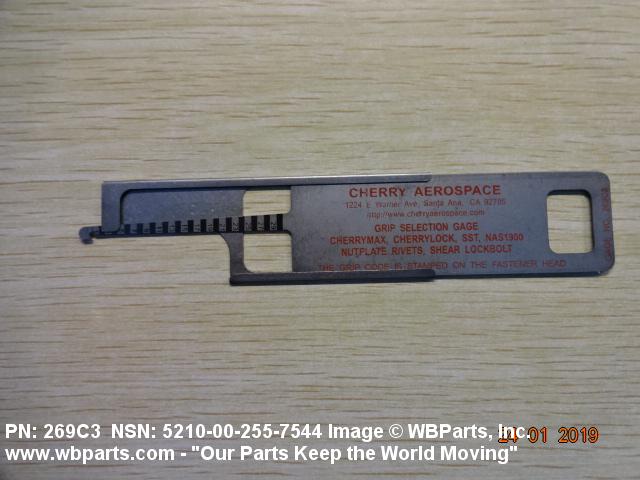 CHERRY AEROSPACE
1224 E Warner Ave, Santa Ana, CA 92705
http://www.cherryaerospace.com
GRIP SELECTION GAGE
CHERRYMAX, CHERRYLOCK, SST, NAS1900
NUTPLATE RIVETS, SHEAR LOCKBOLT
THE GRIP CODE IS STAMPED ON THE FASTENER HEAD
PN: 269C3 NSN: 5210-00-255-7544 Image © WBParts, Inc.
01 2019
www.wbparts.com - "Our Parts Keep the World Moving"